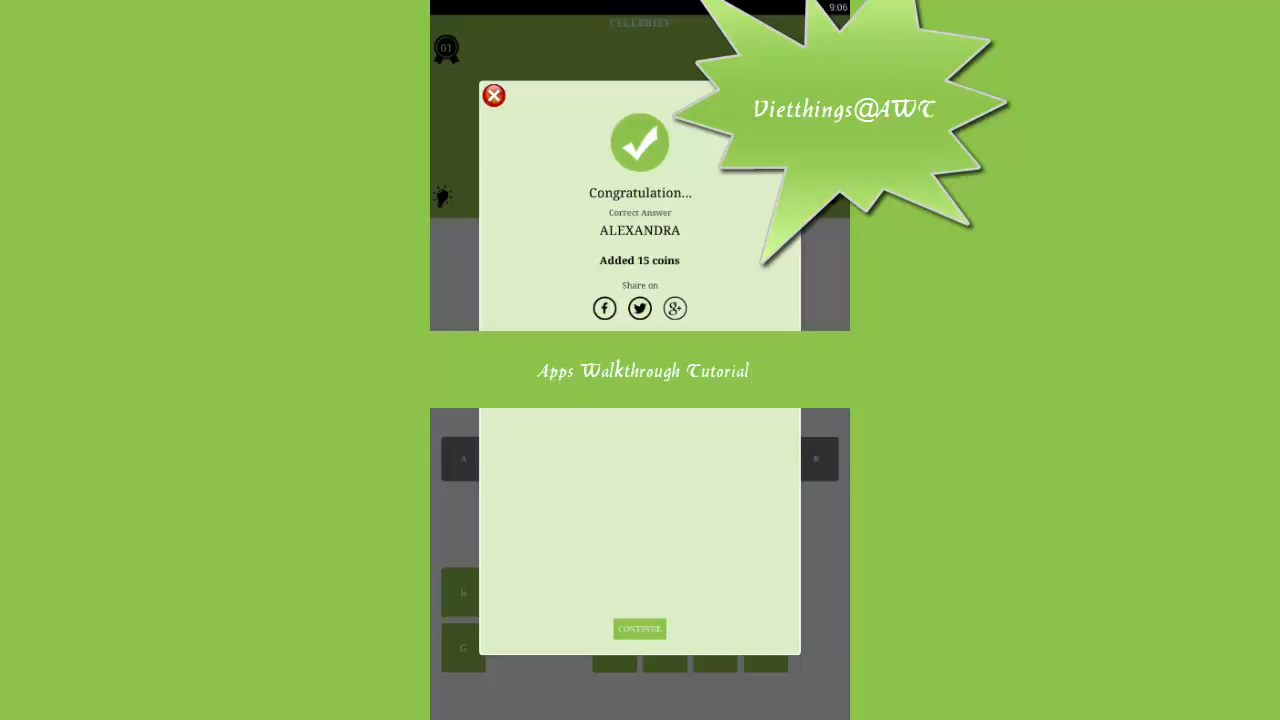 9:06
CELEBRITY
01
Vietthings@AWT
Congratulation...
Correct Answer
ALEXANDRA
Added 15 coins
Share on
Apps Walkthrough Tutorial
A
R
K
G
CONTINUE